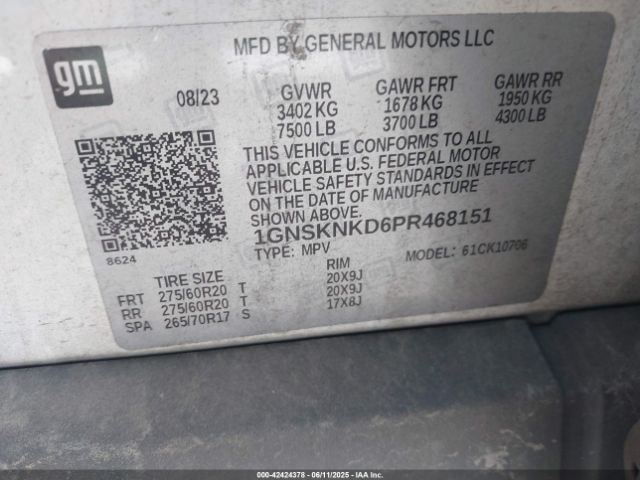 gm
MFD BY GENERAL MOTORS LLC
08/23 GVWR GAWR FRT GAWR RR
3402 KG 1678 KG 1950 KG
7500 LB 3700 LB 4300 LB
THIS VEHICLE CONFORMS TO ALL
APPLICABLE U.S. FEDERAL MOTOR
VEHICLE SAFETY STANDARDS IN EFFECT
ON THE DATE OF MANUFACTURE
SHOWN ABOVE.
1GNSKNKD6PR468151
8624
TYPE: MPV MODEL: 61CK10706
TIRE SIZE RIM
FRT 275/60R20 T 20X9J
RR 275/60R20 T 20X9J
SPA 265/70R17 S 17X8J
00-42424378 - 06/11/2025 - IAA Inc.